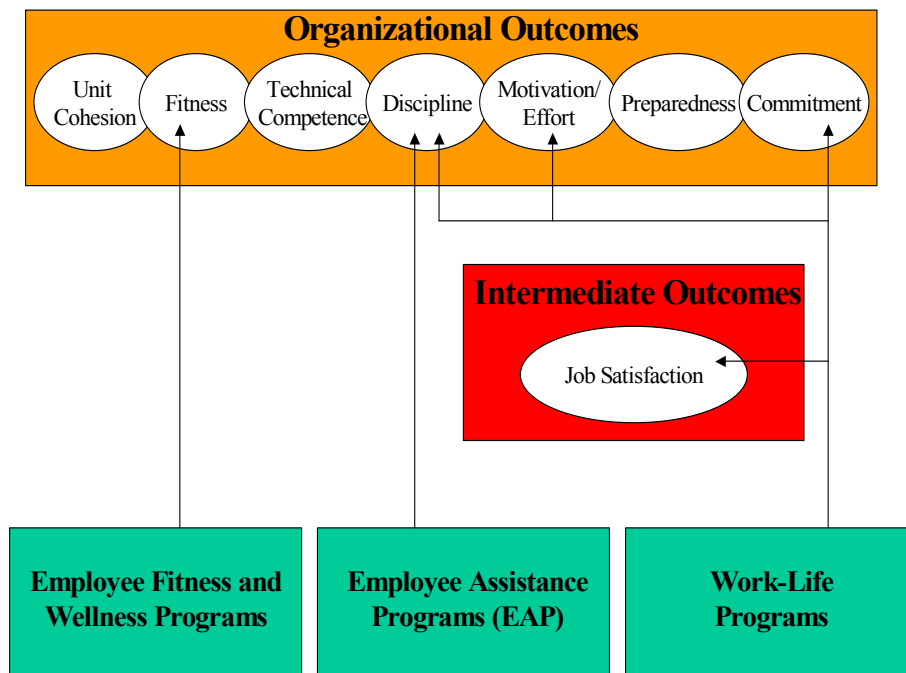 Organizational Outcomes
Unit
Cohesion
Fitness
Technical
Competence
Discipline
Motivation/
Effort
Preparedness
Commitment
Intermediate Outcomes
Job Satisfaction
Employee Fitness and
Wellness Programs
Employee Assistance
Programs (EAP)
Work-Life
Programs